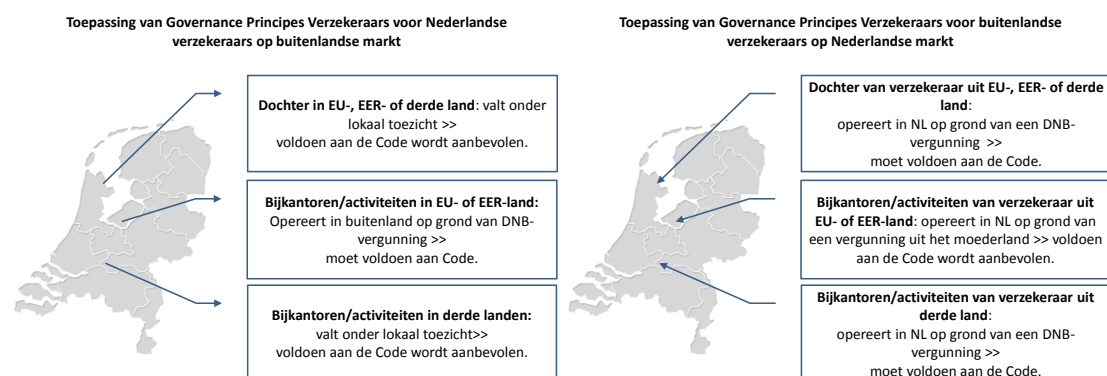 Toepassing van Governance Principes Verzekeraars voor Nederlandse
verzekeraars op buitenlandse markt
Dochter in EU-, EER- of derde land: valt onder
lokaal toezicht >>
voldoen aan de Code wordt aanbevolen.
Bijkantoren/activiteiten in EU- of EER-land:
Opereert in buitenland op grond van DNB-
vergunning >>
moet voldoen aan Code.
Bijkantoren/activiteiten in derde landen:
valt onder lokaal toezicht>>
voldoen aan de Code wordt aanbevolen.
Toepassing van Governance Principes Verzekeraars voor buitenlandse
verzekeraars op Nederlandse markt
Dochter van verzekeraar uit EU-, EER- of derde
land:
opereert in NL op grond van een DNB-
vergunning >>
moet voldoen aan de Code.
Bijkantoren/activiteiten van verzekeraar uit
EU- of EER-land: opereert in NL op grond van
een vergunning uit het moederland >> voldoen
aan de Code wordt aanbevolen.
Bijkantoren/activiteiten van verzekeraar uit
derde land:
opereert in NL op grond van een DNB-
vergunning >>
moet voldoen aan de Code.